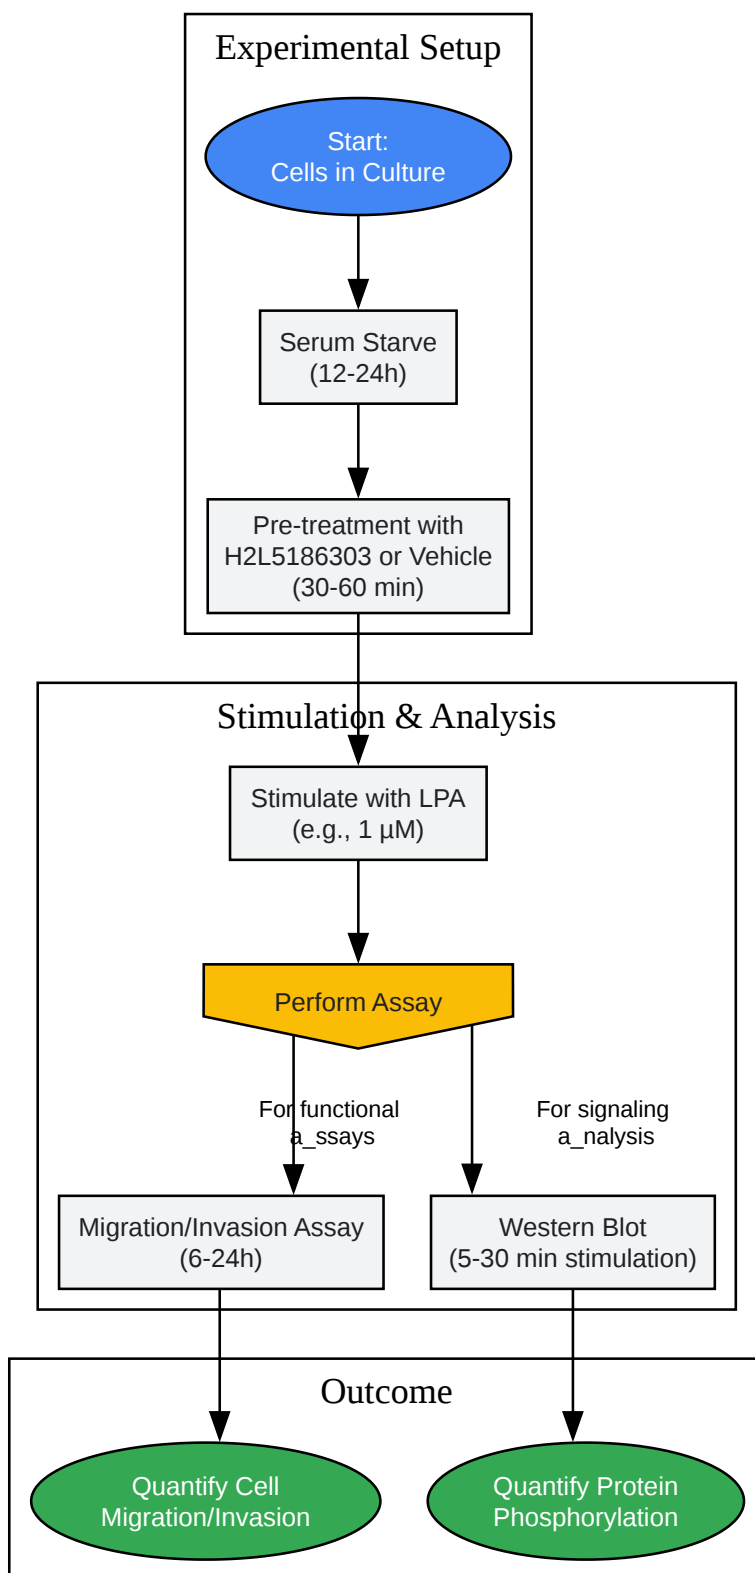 Experimental Setup
Start:
Cells in Culture
Serum Starve
(12-24h)
Pre-treatment with
H2L5186303 or Vehicle
(30-60 min)
Stimulation & Analysis
Stimulate with LPA
(e.g., 1 µM)
Perform Assay
For functional
a_ssays
For signaling
a_nalysis
Migration/Invasion Assay
(6-24h)
Western Blot
(5-30 min stimulation)
Outcome
Quantify Cell
Migration/Invasion
Quantify Protein
Phosphorylation